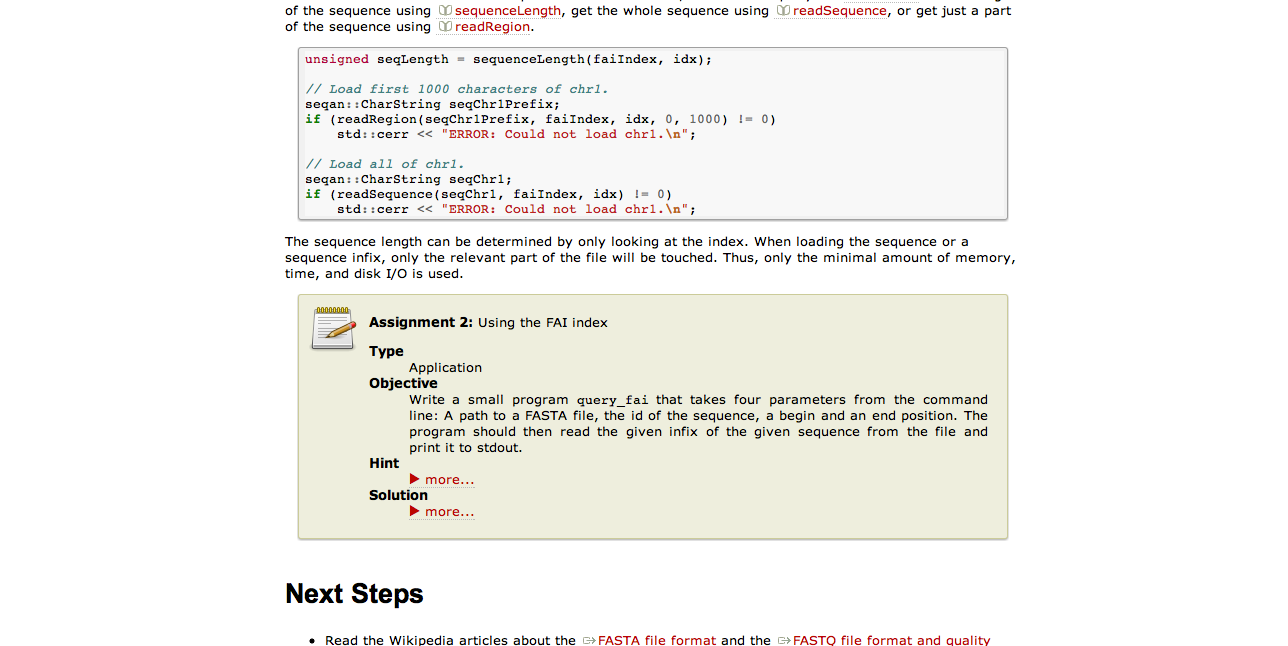 of the sequence using sequenceLength, get the whole sequence using readSequence, or get just a part
of the sequence using readRegion.
unsigned seqLength = sequenceLength(faiIndex, idx);
// Load first 1000 characters of chr1.
seqan::CharString seqChr1Prefix;
if (readRegion(seqChr1Prefix, faiIndex, idx, 0, 1000) != 0)
    std::cerr << "ERROR: Could not load chr1.\n";
// Load all of chr1.
seqan::CharString seqChr1;
if (readSequence(seqChr1, faiIndex, idx) != 0)
    std::cerr << "ERROR: Could not load chr1.\n";
The sequence length can be determined by only looking at the index. When loading the sequence or a
sequence infix, only the relevant part of the file will be touched. Thus, only the minimal amount of memory,
time, and disk I/O is used.
Assignment 2: Using the FAI index
Type
Application
Objective
Write a small program query_fai that takes four parameters from the command
line: A path to a FASTA file, the id of the sequence, a begin and an end position. The
program should then read the given infix of the given sequence from the file and
print it to stdout.
Hint
more...
Solution
more...
Next Steps
• Read the Wikipedia articles about the FASTA file format and the FASTQ file format and quality